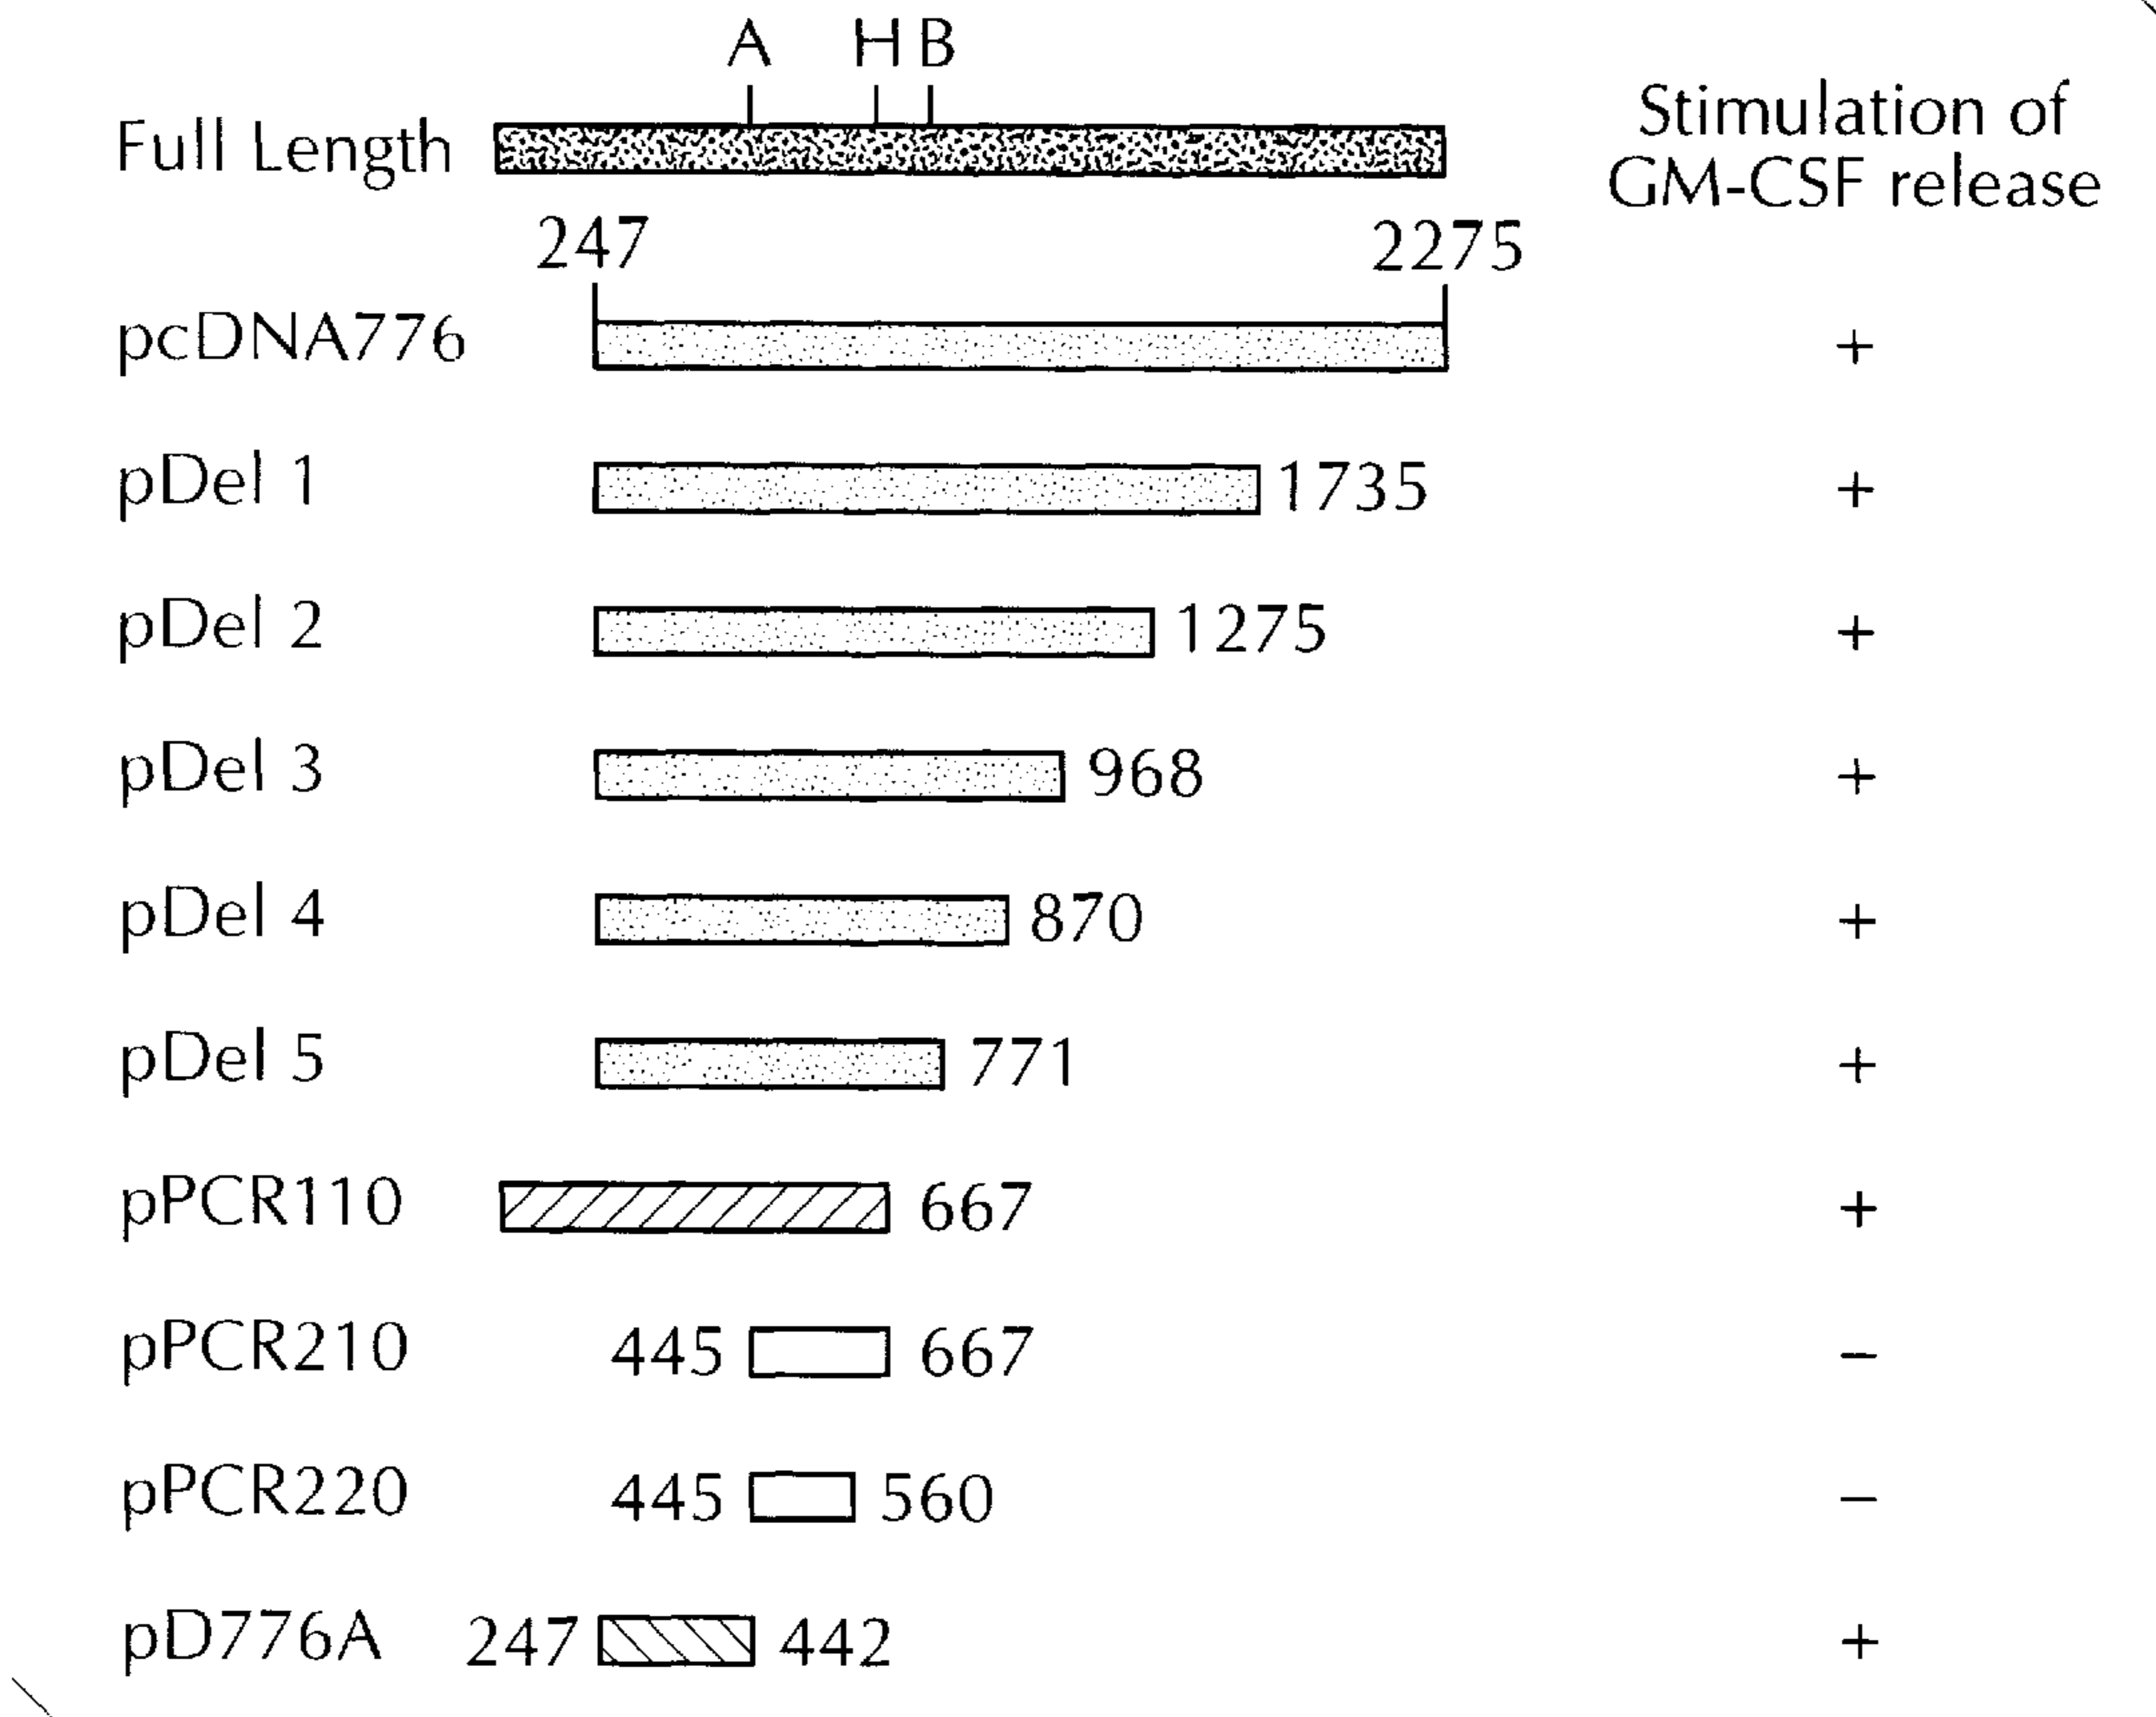 A H B
Full Length
Stimulation of
GM-CSF release
247 2275
pcDNA776 +
pDel 1 1735 +
pDel 2 1275 +
pDel 3 968 +
pDel 4 870 +
pDel 5 771 +
pPCR110 667 +
pPCR210 445 667 −
pPCR220 445 560 −
pD776A 247 442 +